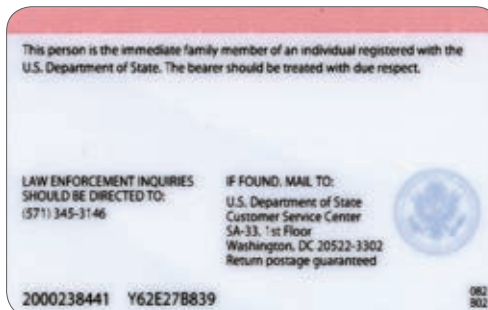 This person is the immediate family member of an individual registered with the
U.S. Department of State. The bearer should be treated with due respect.
LAW ENFORCEMENT INQUIRIES
SHOULD BE DIRECTED TO:
(571) 345-3146
IF FOUND, MAIL TO:
U.S. Department of State
Customer Service Center
SA-33, 1st Floor
Washington, DC 20522-3302
Return postage guaranteed
2000238441 Y62E27B839
082
802